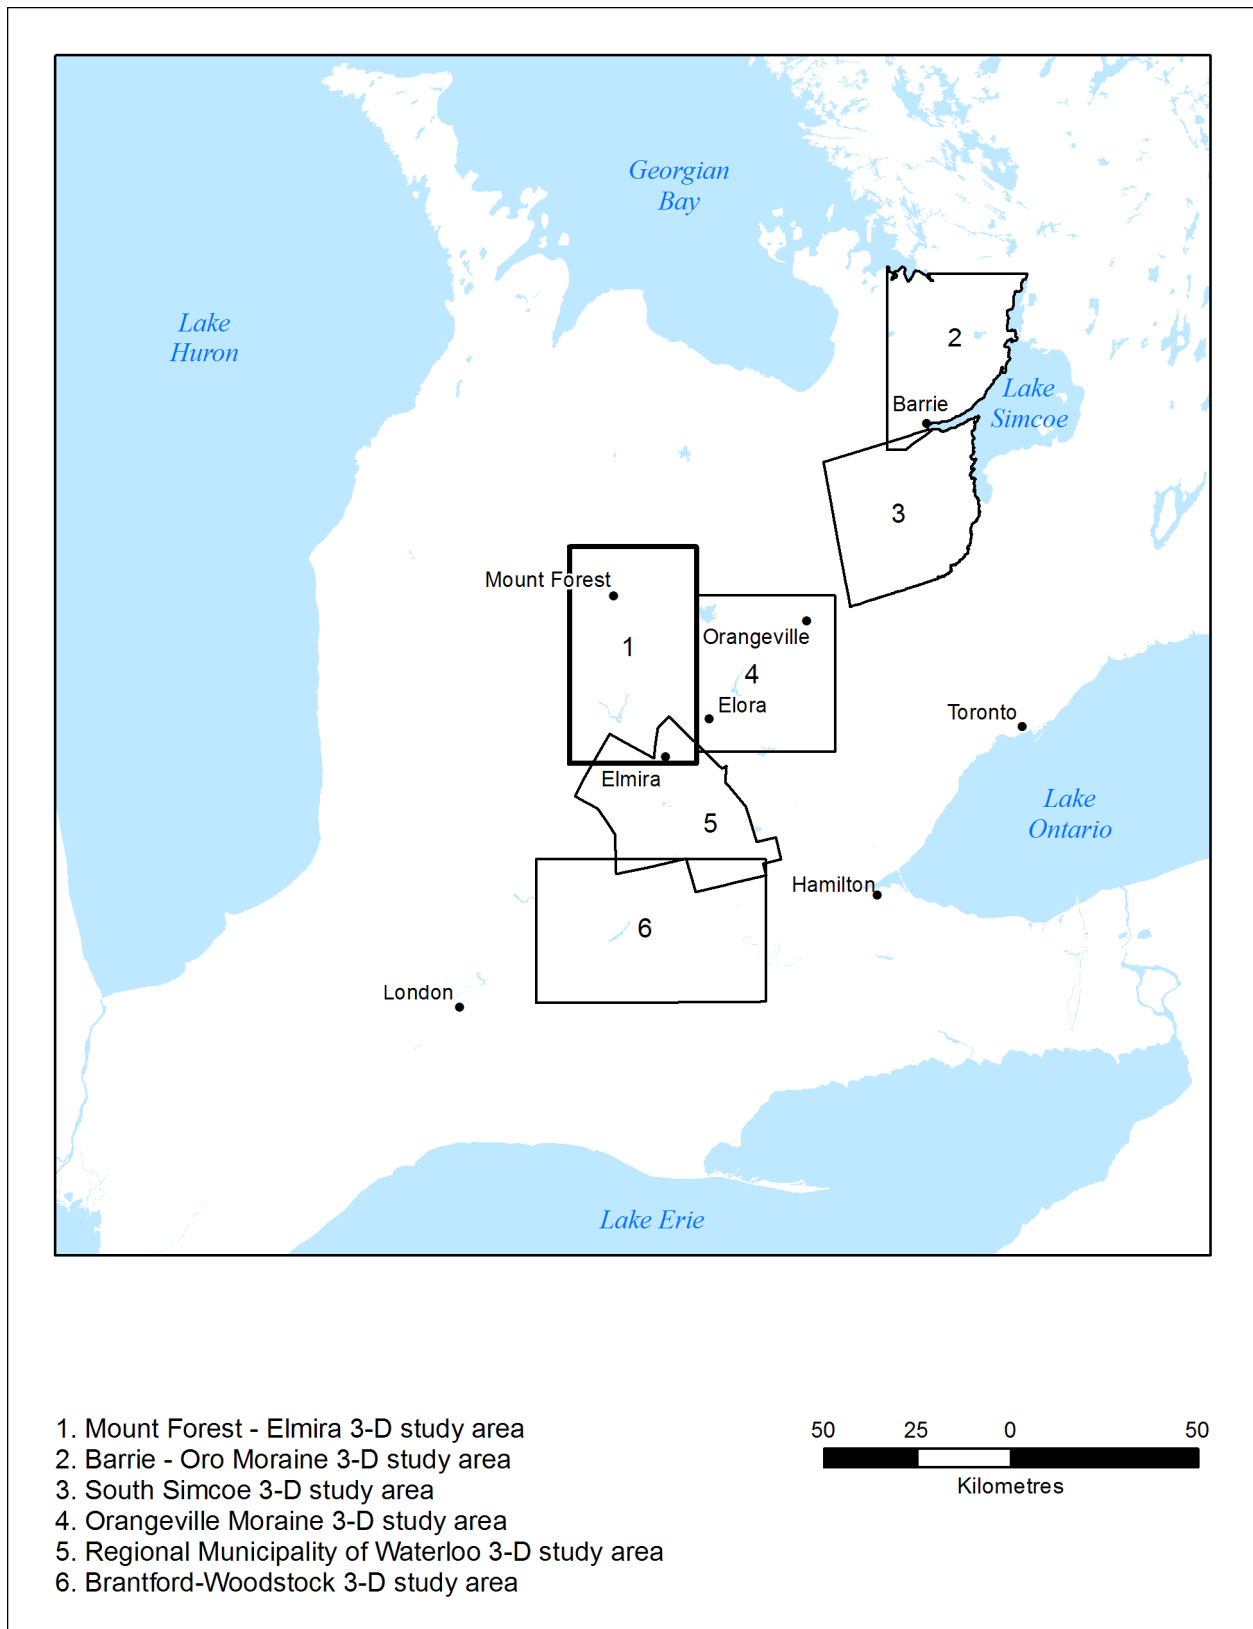 Georgian
Bay
Lake
Huron
2
Lake
Simcoe
Barrie
3
Mount Forest
Orangeville
1
4
Elora
Toronto
Elmira
Lake
Ontario
5
Hamilton
6
London
Lake Erie
1. Mount Forest - Elmira 3-D study area
2. Barrie - Oro Moraine 3-D study area
3. South Simcoe 3-D study area
4. Orangeville Moraine 3-D study area
5. Regional Municipality of Waterloo 3-D study area
6. Brantford-Woodstock 3-D study area
50 25 0 50
Kilometres